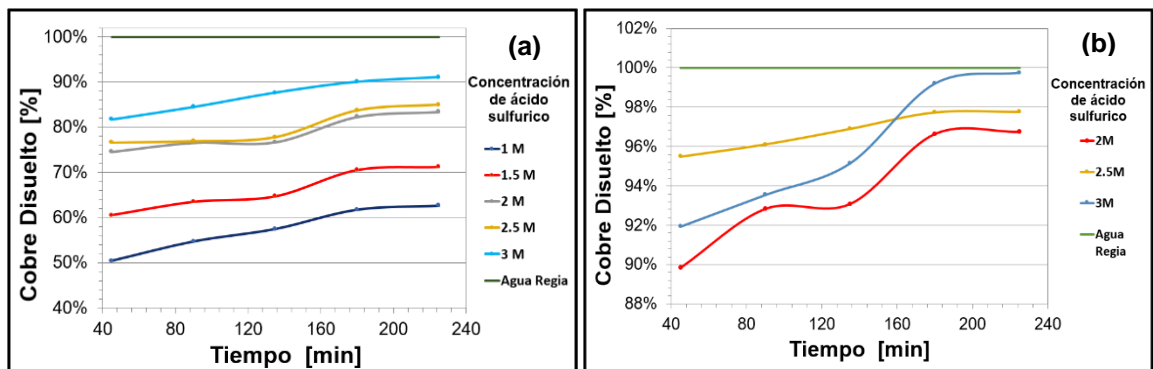 (a)
Cobre Disuelto [%]
100%
90%
80%
70%
60%
50%
40%
40
80
120
160
200
240
Tiempo [min]
Concentración
de ácido
sulfurico
1 M
1.5 M
2 M
2.5 M
3 M
Agua Regia
(b)
Cobre Disuelto [%]
102%
100%
98%
96%
94%
92%
90%
88%
40
80
120
160
200
240
Tiempo [min]
Concentración
de ácido
sulfurico
2M
2.5M
3M
Agua
Regia